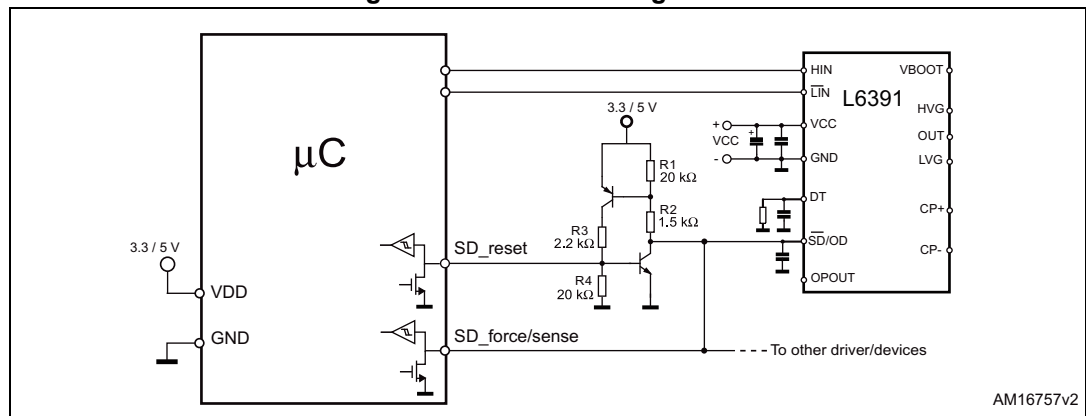 3.3 / 5 V
VDD
GND
μC
SD_reset
SD_force/sense
3.3 / 5 V
R1
20 kΩ
R2
1.5 kΩ
R3
2.2 kΩ
R4
20 kΩ
+
VCC
-
+
HIN
LIN
VCC
GND
DT
SD/OD
OPOUT
L6391
VBOOT
HVG
OUT
LVG
CP+
CP-
To other driver/devices
AM16757v2